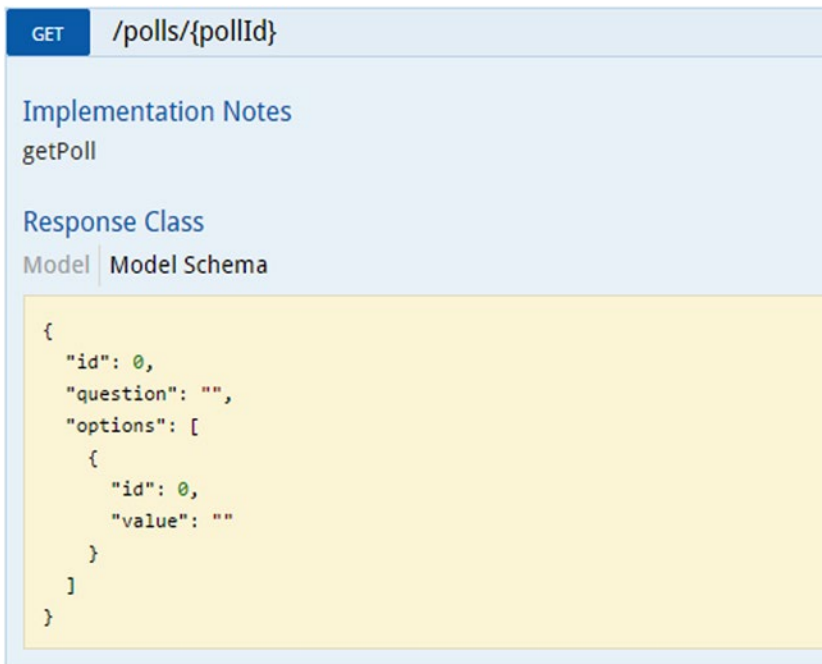 GET /polls/{pollId}
Implementation Notes
getPoll
Response Class
Model Model Schema
{
"id": 0,
"question": "",
"options": [
{
"id": 0,
"value": ""
}
]
}